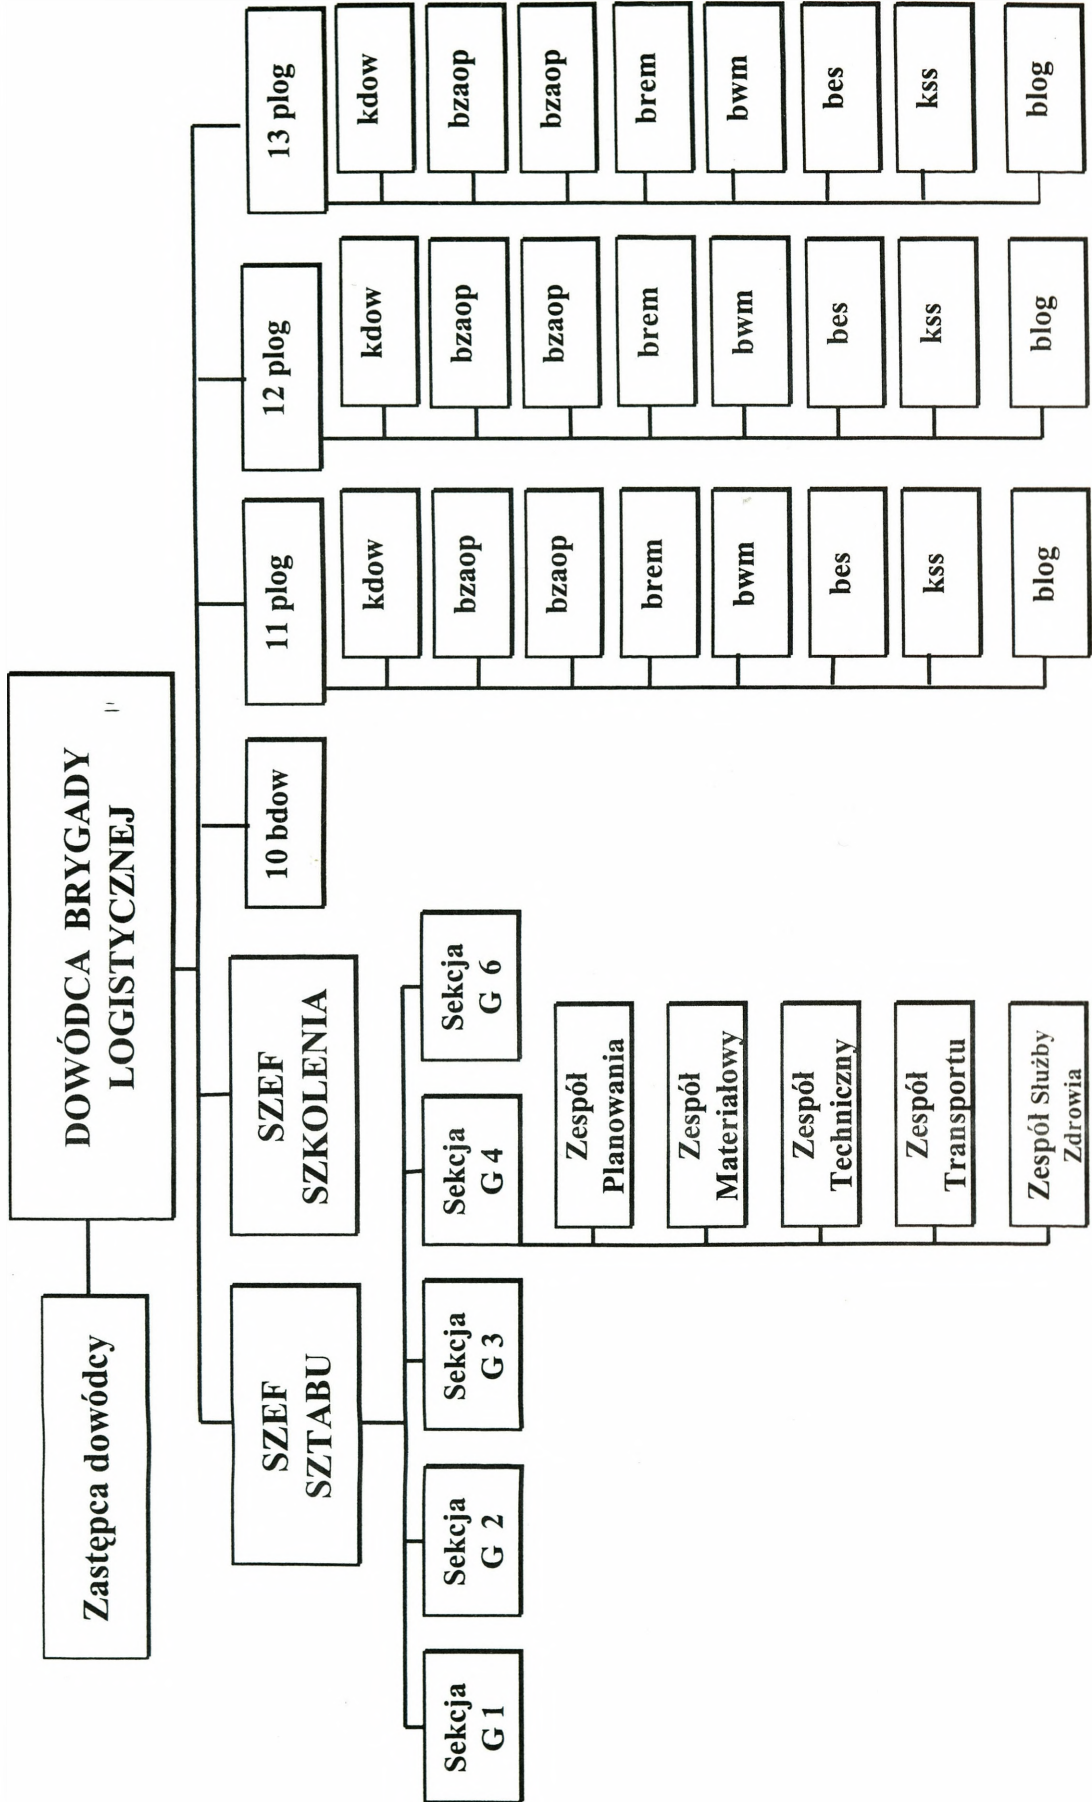 DOWÓDCA BRYGADY
LOGISTYCZNEJ
Zastępca dowódcy
SZEF
SZTABU
SZEF
SZKOLENIA
10 bdow
11 plog
12 plog
13 plog
Sekcja
G 1
Sekcja
G 2
Sekcja
G 3
Sekcja
G 4
Sekcja
G 6
Zespół
Planowania
Zespół
Materiałowy
Zespół
Techniczny
Zespół
Transportu
Zespół Służby
Zdrowia
kdow
bzaop
bzaop
brem
bwm
bes
kss
blog
kdow
bzaop
bzaop
brem
bwm
bes
kss
blog
kdow
bzaop
bzaop
brem
bwm
bes
kss
blog